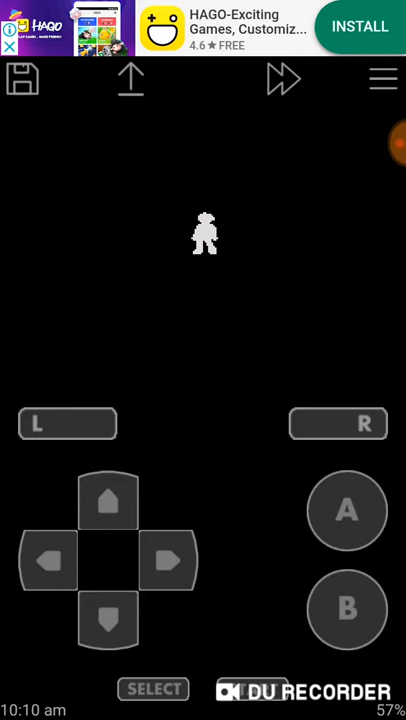 HAGO
HAGO-Exciting
Games, Customiz...
4.6★FREE
INSTALL
L
R
A
B
SELECT
DU RECORDER
10:10 am
57%